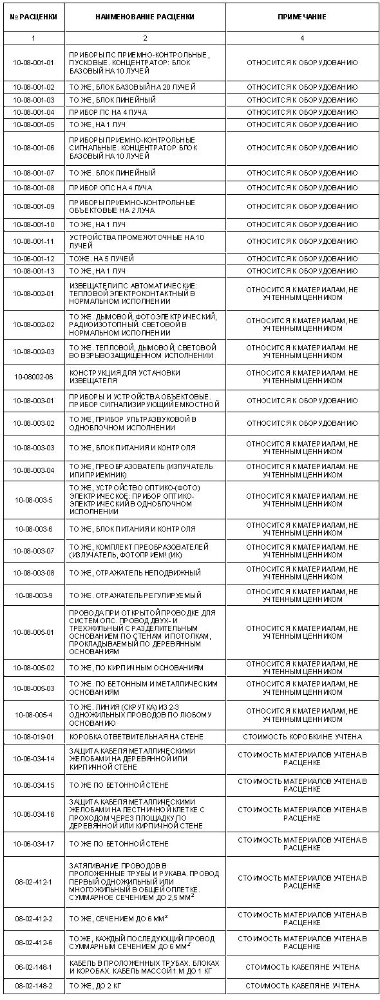 № РАСЦЕНКИ НАИМЕНОВАНИЕ РАСЦЕНКИ ПРИМЕЧАНИЕ
1 2 4
10-08-001-01 ПРИБОРЫ ПС ПРИЕМНО-КОНТРОЛЬНЫЕ,
ПУСКОВЫЕ. КОНЦЕНТРАТОР: БЛОК
БАЗОВЫЙ НА 10 ЛУЧЕЙ ОТНОСИТСЯ К ОБОРУДОВАНИЮ
10-08-001-02 ТО ЖЕ, БЛОК БАЗОВЫЙ НА 20 ЛУЧЕЙ ОТНОСИТСЯ К ОБОРУДОВАНИЮ
10-08-001-03 ТО ЖЕ, БЛОК ЛИНЕЙНЫЙ ОТНОСИТСЯ К ОБОРУДОВАНИЮ
10-08-001-04 ПРИБОР ПС НА 4 ЛУЧА ОТНОСИТСЯ К ОБОРУДОВАНИЮ
10-08-001-05 ТО ЖЕ, НА 1 ЛУЧ ОТНОСИТСЯ К ОБОРУДОВАНИЮ
10-08-001-06 ПРИБОРЫ ПРИЕМНО-КОНТРОЛЬНЫЕ
СИГНАЛЬНЫЕ. КОНЦЕНТРАТОР БЛОК
БАЗОВЫЙ НА 10 ЛУЧЕЙ ОТНОСИТСЯ К ОБОРУДОВАНИЮ
10-08-001-07 ТО ЖЕ. БЛОК ЛИНЕЙНЫЙ ОТНОСИТСЯ К ОБОРУДОВАНИЮ
10-08-001-08 ПРИБОР ОПС НА 4 ЛУЧА ОТНОСИТСЯ К ОБОРУДОВАНИЮ
10-08-001-09 ПРИБОРЫ ПРИЕМНО-КОНТРОЛЬНЫЕ
ОБЪЕКТОВЫЕ НА 2 ЛУЧА ОТНОСИТСЯ К ОБОРУДОВАНИЮ
10-08-001-10 ТО ЖЕ, НА 1 ЛУЧ ОТНОСИТСЯ К ОБОРУДОВАНИЮ
10-08-001-11 УСТРОЙСТВА ПРОМЕЖУТОЧНЫЕ НА 10
ЛУЧЕЙ ОТНОСИТСЯ К ОБОРУДОВАНИЮ
10-06-001-12 ТОЖЕ. НА 5 ЛУЧЕЙ ОТНОСИТСЯ К ОБОРУДОВАНИЮ
10-08-001-13 ТО ЖЕ, НА 1 ЛУЧ ОТНОСИТСЯ К ОБОРУДОВАНИЮ
10-08-002-01 ИЗВЕЩАТЕЛИ ПС АВТОМАТИЧЕСКИЕ:
ТЕПЛОВОЙ ЭЛЕКТРОКОНТАКТНЫЙ В
НОРМАЛЬНОМ ИСПОЛНЕНИИ ОТНОСИТСЯ К МАТЕРИАЛАМ, НЕ
УЧТЕННЫМ ЦЕННИКОМ
10-08-002-02 ТО ЖЕ. ДЫМОВОЙ, ФОТОЭЛЕКТРИЧЕСКИЙ,
РАДИОИЗОТОПНЫЙ. СВЕТОВОЙ В
НОРМАЛЬНОМ ИСПОЛНЕНИИ ОТНОСИТСЯ К МАТЕРИАЛАМ, НЕ
УЧТЕННЫМ ЦЕННИКОМ
10-08-002-03 ТО ЖЕ. ТЕПЛОВОЙ, ДЫМОВОЙ, СВЕТОВОЙ
ВО ВЗРЫВОЗАЩИЩЕННОМ ИСПОЛНЕНИИ ОТНОСИТСЯ К МАТЕРИАЛАМ. НЕ
УЧТЕННЫМ ЦЕННИКОМ
10-08002-06 КОНСТРУКЦИЯ ДЛЯ УСТАНОВКИ
ИЗВЕЩАТЕЛЯ ОТНОСИТСЯ К МАТЕРИАЛАМ. НЕ
УЧТЕННЫМ ЦЕННИКОМ
10-08-003-01 ПРИБОРЫ И УСТРОЙСТВА ОБЪЕКТОВЫЕ.
ПРИБОР СИГНАЛИЗИРУЮЩИЙ ЕМКОСТНОЙ ОТНОСИТСЯ К ОБОРУДОВАНИЮ
10-08-003-02 ТО ЖЕ, ПРИБОР УЛЬТРАЗВУКОВОЙ В
ОДНОБЛОЧНОМ ИСПОЛНЕНИИ ОТНОСИТСЯ К ОБОРУДОВАНИЮ
10-08-003-03 ТО ЖЕ, БЛОК ПИТАНИЯ И КОНТРОЛЯ ОТНОСИТСЯ К МАТЕРИАЛАМ, НЕ
УЧТЕННЫМ ЦЕННИКОМ
10-08-003-04 ТО ЖЕ, ПРЕОБРАЗОВАТЕЛЬ (ИЗЛУЧАТЕЛЬ
ИЛИ ПРИЕМНИК) ОТНОСИТСЯ К МАТЕРИАЛАМ. НЕ
УЧТЕННЫМ ЦЕННИКОМ
10-08-003-5 ТО ЖЕ, УСТРОЙСТВО ОПТИКО-(ФОТО)
ЭЛЕКТРИЧЕСКОЕ: ПРИБОР ОПТИКО-
ЭЛЕКТРИЧЕСКИЙ В ОДНОБЛОЧНОМ
ИСПОЛНЕНИИ ОТНОСИТСЯ К МАТЕРИАЛАМ. НЕ
УЧТЕННЫМ ЦЕННИКОМ
10-08-003-6 ТО ЖЕ, БЛОК ПИТАНИЯ И КОНТРОЛЯ ОТНОСИТСЯ К МАТЕРИАЛАМ, НЕ
УЧТЕННЫМ ЦЕННИКОМ
10-08-003-07 ТО ЖЕ, КОМПЛЕКТ ПРЕОБРАЗОВАТЕЛЕЙ
(ИЗЛУЧАТЕЛЬ, ФОТОПРИЕМ! (ИК) ОТНОСИТСЯ К МАТЕРИАЛАМ. НЕ
УЧТЕННЫМ ЦЕННИКОМ
10-08-003-08 ТО ЖЕ, ОТРАЖАТЕЛЬ НЕПОДВИЖНЫЙ ОТНОСИТСЯ К МАТЕРИАЛАМ, НЕ
УЧТЕННЫМ ЦЕННИКОМ
10-08-003-9 ТО ЖЕ. ОТРАЖАТЕЛЬ РЕГУЛИРУЕМЫЙ ОТНОСИТСЯ К МАТЕРИАЛАМ, НЕ
УЧТЕННЫМ ЦЕННИКОМ
10-08-005-01 ПРОВОДА ПРИ ОТКРЫТОЙ ПРОВОДКЕ ДЛЯ
СИСТЕМ ОПС. ПРОВОД ДВУХ- И
ТРЕХЖИЛЬНЫЙ С РАЗДЕЛИТЕЛЬНЫМ
ОСНОВАНИЕМ ПО СТЕНАМ И ПОТОЛКАМ,
ПРОКЛАДЫВАЕМЫЙ ПО ДЕРЕВЯННЫМ
ОСНОВАНИЯМ ОТНОСИТСЯ К МАТЕРИАЛАМ, НЕ
УЧТЕННЫМ ЦЕННИКОМ
10-08-005-02 ТО ЖЕ, ПО КИРПИЧНЫМ ОСНОВАНИЯМ ОТНОСИТСЯ К МАТЕРИАЛАМ, НЕ
УЧТЕННЫМ ЦЕННИКОМ
10-08-005-03 ТО ЖЕ. ПО БЕТОННЫМ И МЕТАЛЛИЧЕСКИМ
ОСНОВАНИЯМ ОТНОСИТСЯ К МАТЕРИАЛАМ, НЕ
УЧТЕННЫМ ЦЕННИКОМ
10-08-005-4 ТО ЖЕ. ЛИНИЯ (СКРУТКА) ИЗ 2-3
ОДНОЖИЛЬНЫХ ПРОВОДОВ ПО ЛЮБОМУ
ОСНОВАНИЮ ОТНОСИТСЯ К МАТЕРИАЛАМ, НЕ
УЧТЕННЫМ ЦЕННИКОМ
10-08-019-01 КОРОБКА ОТВЕТВИТЕЛЬНАЯ НА СТЕНЕ СТОИМОСТЬ КОРОБКИ НЕ УЧТЕНА
10-06-034-14 ЗАЩИТА КАБЕЛЯ МЕТАЛЛИЧЕСКИМИ
ЖЕЛОБАМИ НА ДЕРЕВЯННОЙ ИЛИ
КИРПИЧНОЙ СТЕНЕ СТОИМОСТЬ МАТЕРИАЛОВ УЧТЕНА В
РАСЦЕНКЕ
10-06-034-15 ТО ЖЕ ПО БЕТОННОЙ СТЕНЕ СТОИМОСТЬ МАТЕРИАЛОВ УЧТЕНА В
РАСЦЕНКЕ
10-06-034-16 ЗАЩИТА КАБЕЛЯ МЕТАЛЛИЧЕСКИМИ
ЖЕЛОБАМИ НА ЛЕСТНИЧНОЙ КЛЕТКЕ С
ПРОХОДОМ ЧЕРЕЗ ПЛОЩАДКУ ПО
ДЕРЕВЯННОЙ ИЛИ КИРПИЧНОЙ СТЕНЕ СТОИМОСТЬ МАТЕРИАЛОВ УЧТЕНА В
РАСЦЕНКЕ
10-06-034-17 ТО ЖЕ ПО БЕТОННОЙ СТЕНЕ СТОИМОСТЬ МАТЕРИАЛОВ УЧТЕНА В
РАСЦЕНКЕ
08-02-412-1 ЗАТЯГИВАНИЕ ПРОВОДОВ В
ПРОЛОЖЕННЫЕ ТРУБЫ И РУКАВА. ПРОВОД
ПЕРВЫЙ ОДНОЖИЛЬНЫЙ ИЛИ
МНОГОЖИЛЬНЫЙ В ОБЩЕЙ ОПЛЕТКЕ.
СУММАРНОЕ СЕЧЕНИЕМ ДО 2,5 ММ² СТОИМОСТЬ МАТЕРИАЛОВ УЧТЕНА В
РАСЦЕНКЕ
08-02-412-2 ТО ЖЕ, СЕЧЕНИЕМ ДО 6 ММ² СТОИМОСТЬ МАТЕРИАЛОВ УЧТЕНА В
РАСЦЕНКЕ
08-02-412-6 ТО ЖЕ, КАЖДЫЙ ПОСЛЕДУЮЩИЙ ПРОВОД
СУММАРНЫМ СЕЧЕНИЕМ ДО 6 ММ² СТОИМОСТЬ МАТЕРИАЛОВ УЧТЕНА В
РАСЦЕНКЕ
06-02-148-1 КАБЕЛЬ В ПРОЛОЖЕННЫХ ТРУБАХ. БЛОКАХ
И КОРОБАХ. КАБЕЛЬ МАССОЙ 1 М ДО 1 КГ СТОИМОСТЬ КАБЕЛЯ НЕ УЧТЕНА
08-02-148-2 ТО ЖЕ, ДО 2 КГ СТОИМОСТЬ КАБЕЛЯ НЕ УЧТЕНА